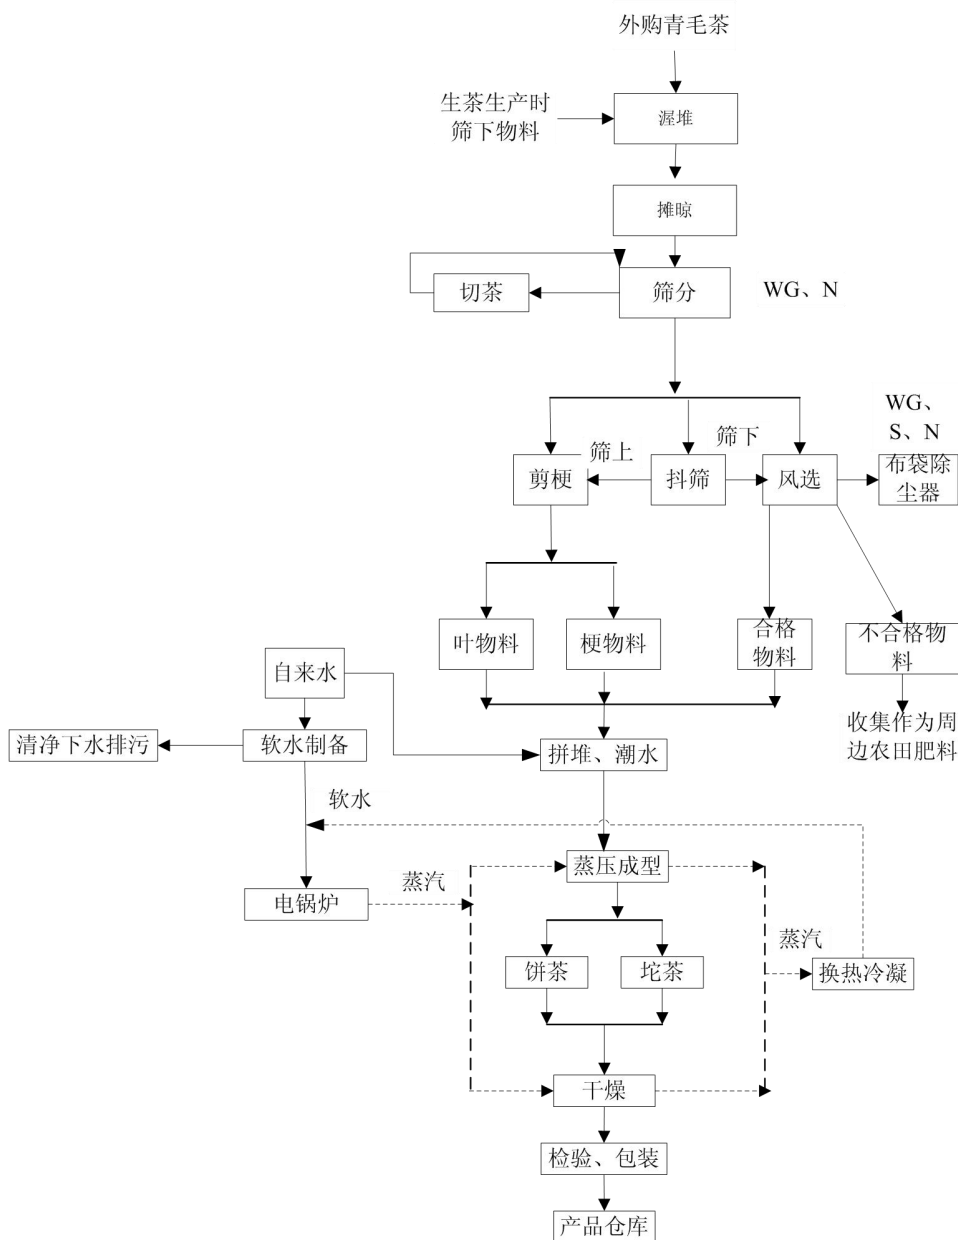 外购青毛茶
生茶生产时
筛下物料
渥堆
摊晾
切茶
筛分
WG、N
WG、
S、N
筛上
筛下
剪梗
抖筛
风选
布袋除
尘器
叶物料
梗物料
合格
物料
不合格物
料
自来水
收集作为周
边农田肥料
清净下水排污
软水制备
拼堆、潮水
软水
蒸压成型
蒸汽
电锅炉
蒸汽
饼茶
坨茶
换热冷凝
干燥
检验、包装
产品仓库